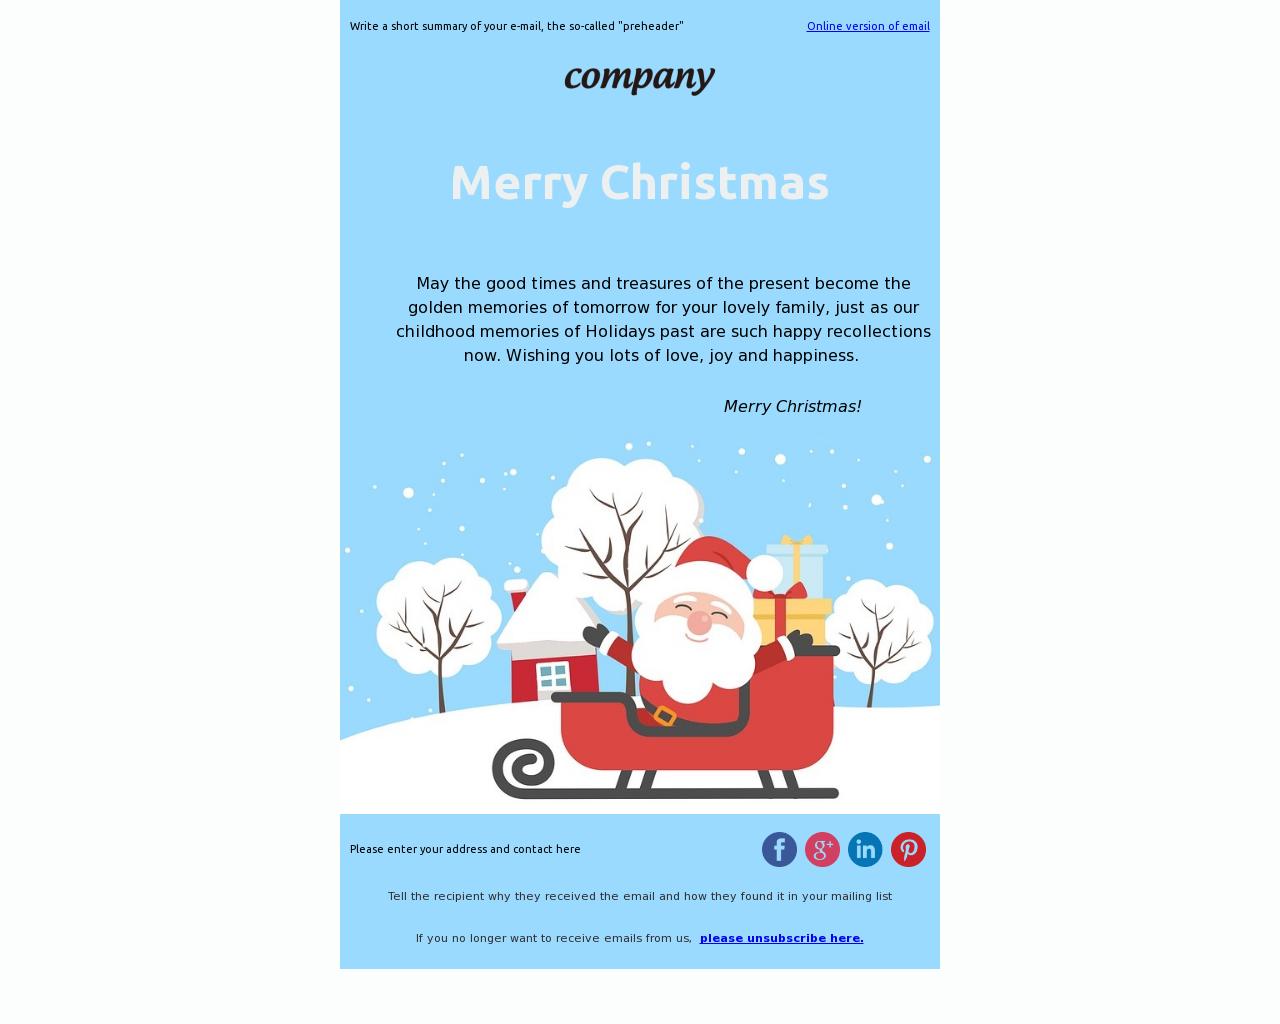 Write a short summary of your e-mail, the so-called "preheader"
Online version of email
company
Merry Christmas
May the good times and treasures of the present become the
golden memories of tomorrow for your lovely family, just as our
childhood memories of Holidays past are such happy recollections
now. Wishing you lots of love, joy and happiness.
Merry Christmas!
Please enter your address and contact here
f
g+
in
Tell the recipient why they received the email and how they found it in your mailing list
If you no longer want to receive emails from us, please unsubscribe here.